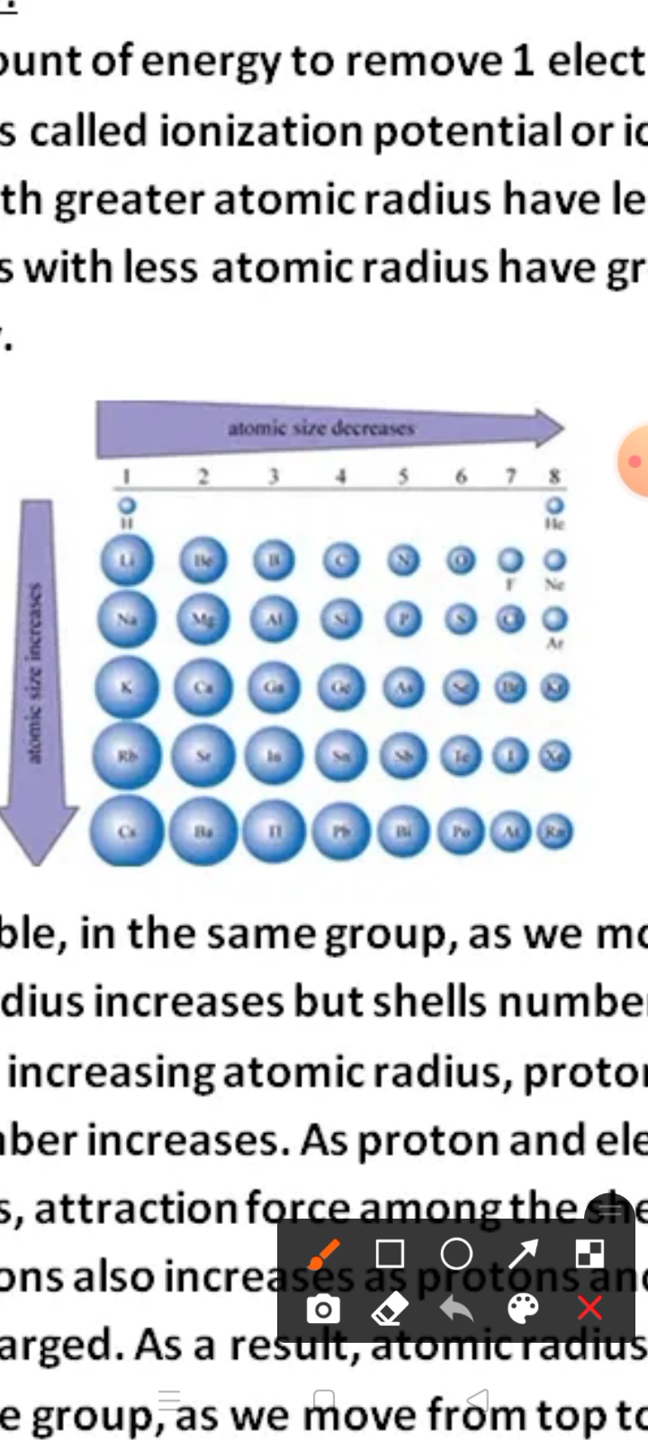 ount of energy to remove 1 elect
s called ionization potential or io
th greater atomic radius have le
s with less atomic radius have gr
.
atomic size decreases
1 2 3 4 5 6 7 8
atomic size increases
H He
Li Be B C N O F Ne
Na Mg Al Si P S Cl Ar
K Ca Ga Ge As Se Br Kr
Rb Sr In Sn Sb Te I Xe
Cs Ba Tl Pb Bi Po At Rn
ble, in the same group, as we mo
dius increases but shells number
increasing atomic radius, proton
nber increases. As proton and ele
s, attraction force among the she
ons also increases as protons and
arged. As a result, atomic radius
e group, as we move from top to